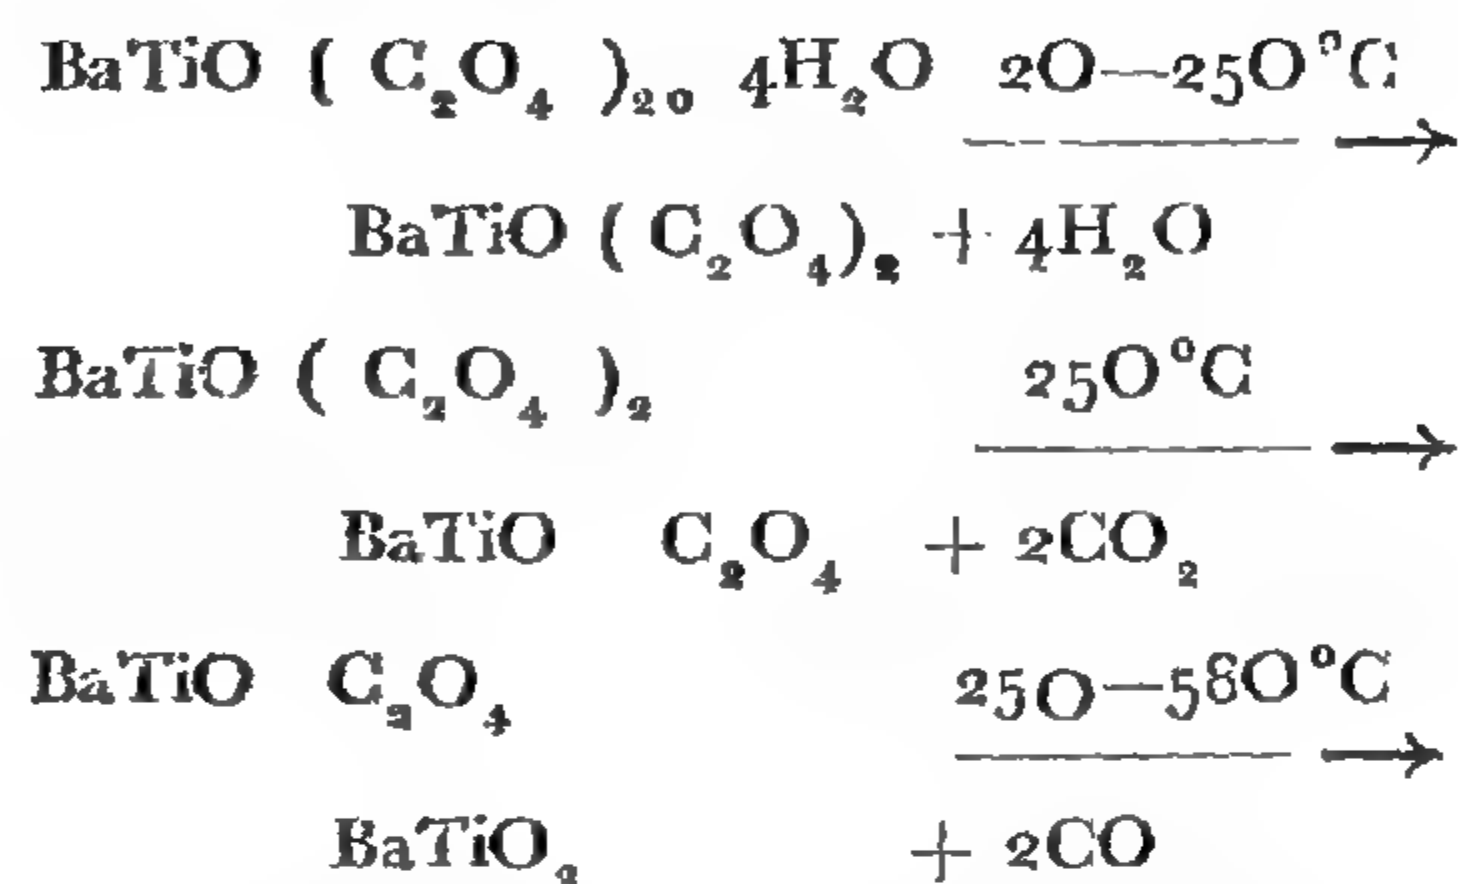 BaTiO ( C₂O₄ )₂₀ 4H₂O 20—250°C →
BaTiO ( C₂O₄)₂ + 4H₂O
BaTiO ( C₂O₄ )₂ 250°C →
BaTiO C₂O₄ + 2CO₂
BaTiO C₂O₄ 250—580°C →
BaTiO₃ + 2CO